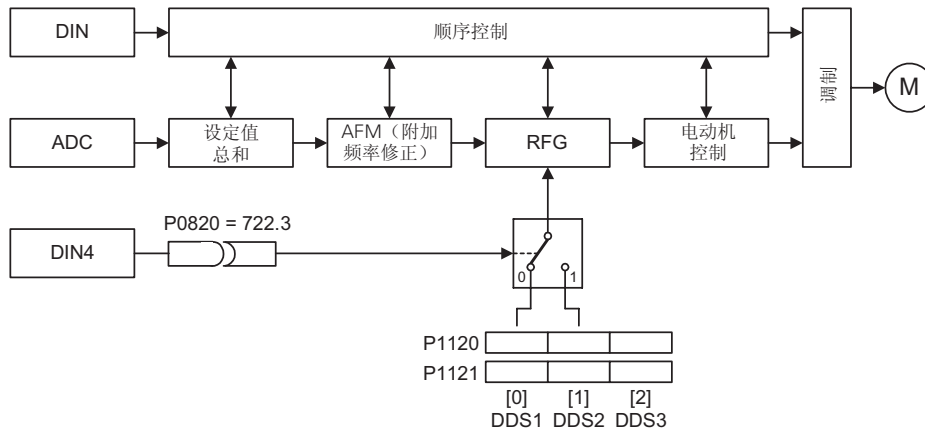 DIN
顺序控制
调制
M
ADC
设定值
总和
AFM（附加
频率修正）
RFG
电动机
控制
P0820 = 722.3
DIN4
0
1
P1120
P1121
[0]
[1]
[2]
DDS1
DDS2
DDS3